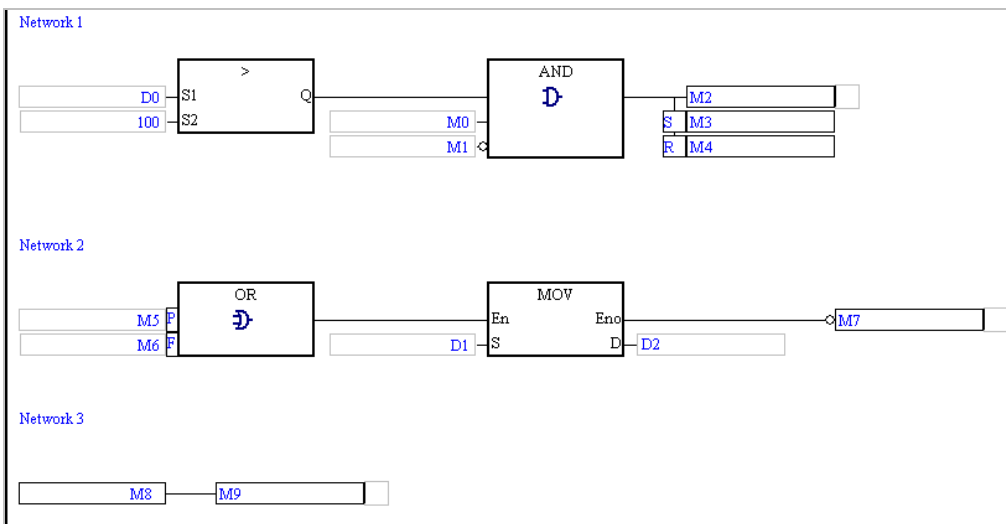 Network 1
> AND
D0 S1 Q M2
100 S2 M0 S M3
M1 R M4
Network 2
OR MOV
M5 P En Eno M7
M6 F D1 S D D2
Network 3
M8 M9